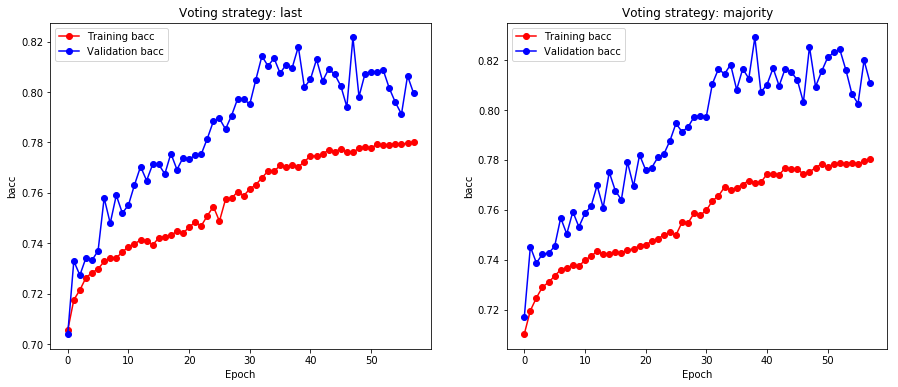 Voting strategy: last
Training bacc
Validation bacc
0.82
0.80
0.78
0.76
0.74
0.72
0.70
bacc
0
10
20
30
40
50
Epoch
Voting strategy: majority
Training bacc
Validation bacc
0.82
0.80
0.78
0.76
0.74
0.72
bacc
0
10
20
30
40
50
Epoch